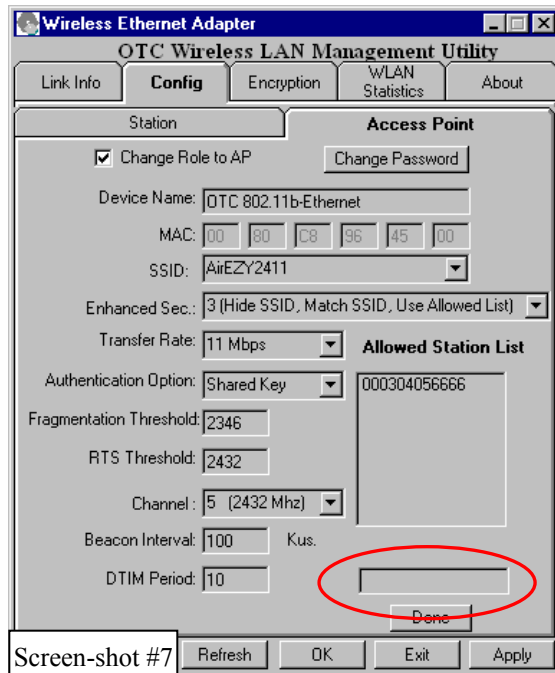 Wireless Ethernet Adapter
OTC Wireless LAN Management Utility
Link Info Config Encryption WLAN Statistics About
Station Access Point
Change Role to AP Change Password
Device Name: OTC 802.11b-Ethernet
MAC: 00 80 C8 96 45 00
SSID: AirEZY2411
Enhanced Sec.: 3 (Hide SSID, Match SSID, Use Allowed List)
Transfer Rate: 11 Mbps Allowed Station List
Authentication Option: Shared Key 000304056666
Fragmentation Threshold: 2346
RTS Threshold: 2432
Channel : 5 (2432 Mhz)
Beacon Interval: 100 Kus.
DTIM Period: 10
Done
Screen-shot #7 Refresh OK Exit Apply